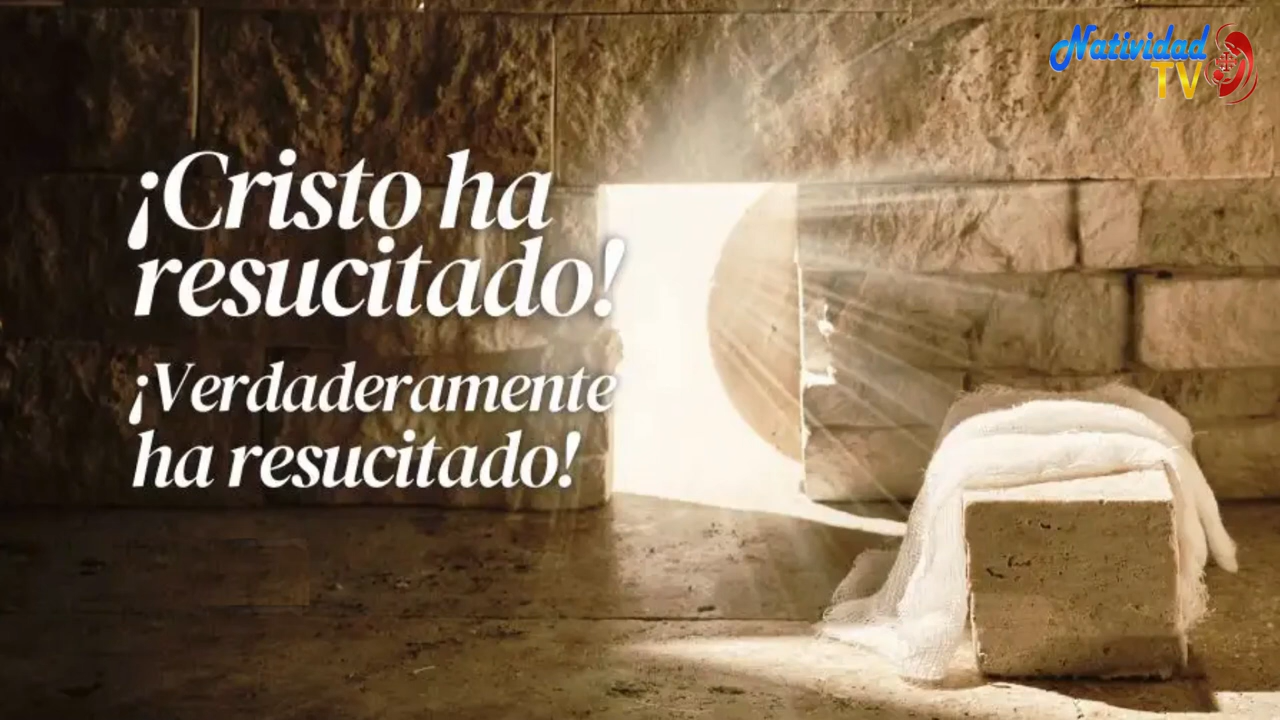 Natividad
TV
¡Cristo ha
resucitado!
¡Verdaderamente
ha resucitado!